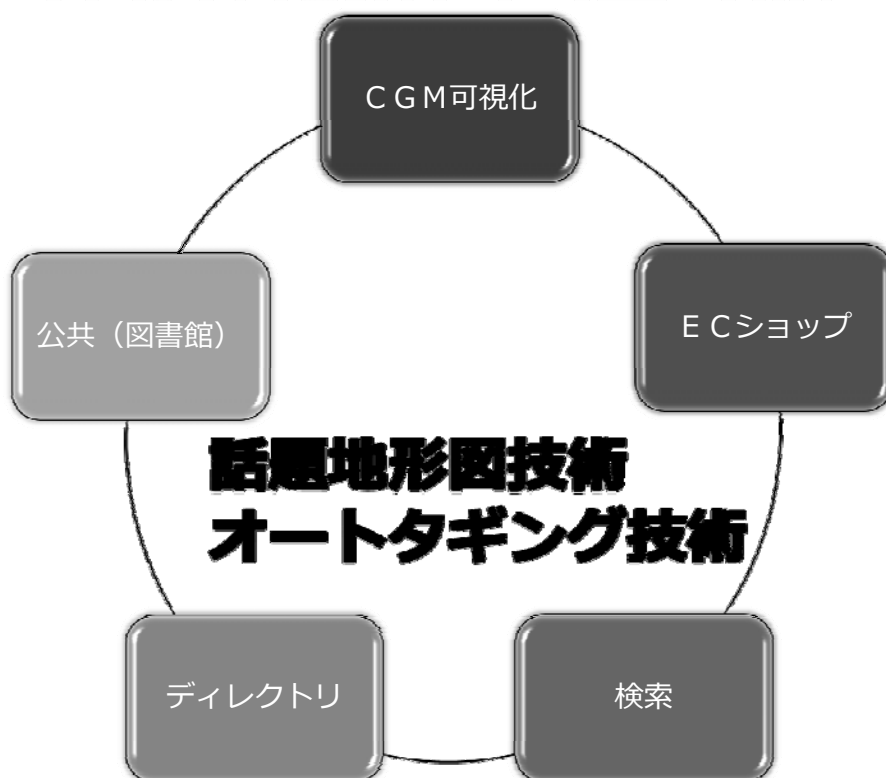 ＣＧＭ可視化
公共（図書館）
ＥＣショップ
話題地形図技術
オートタギング技術
ディレクトリ
検索